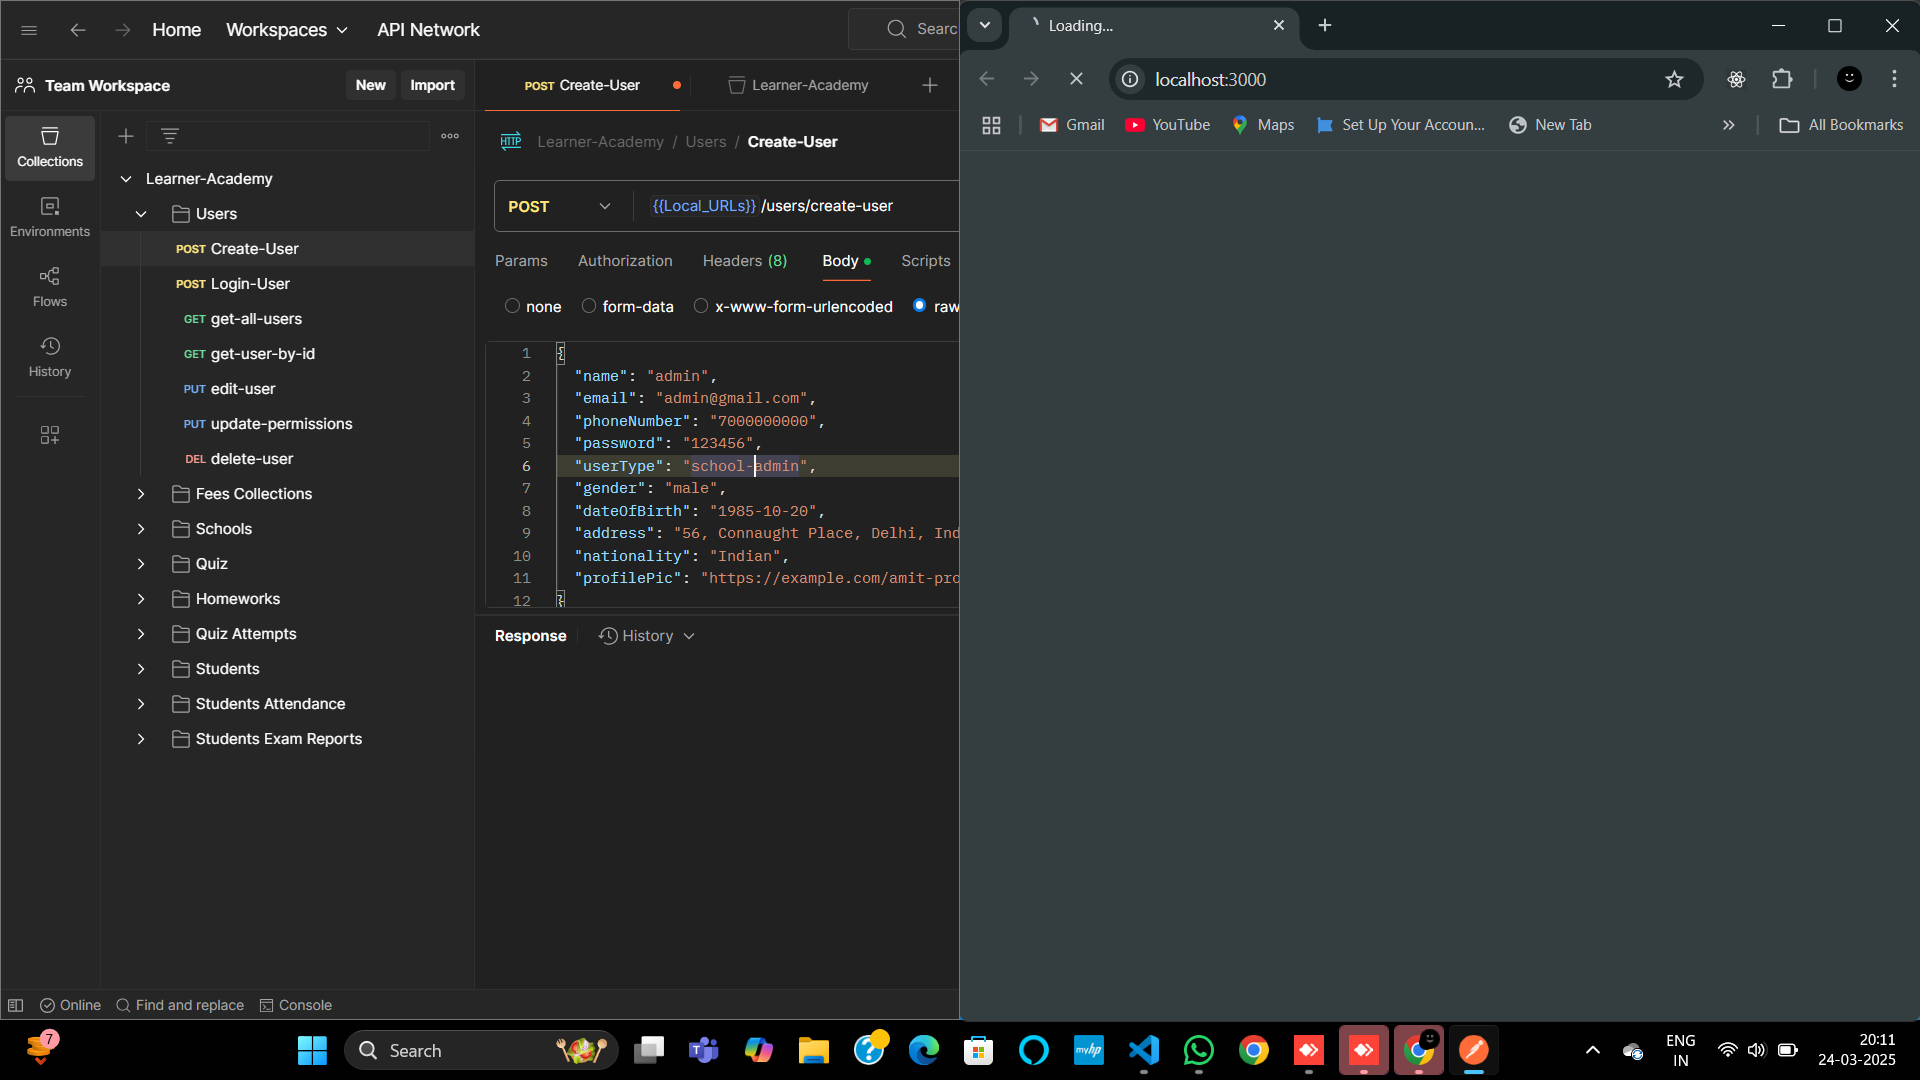 Home
Workspaces
API Network
Searc
Team Workspace
New
Import
Collections
Environments
Flows
History
Learner-Academy
Users
POST Create-User
POST Login-User
GET get-all-users
GET get-user-by-id
PUT edit-user
PUT update-permissions
DEL delete-user
Fees Collections
Schools
Quiz
Homeworks
Quiz Attempts
Students
Students Attendance
Students Exam Reports
POST Create-User
Learner-Academy
HTTP
Learner-Academy / Users / Create-User
POST
{{Local_URLs}} /users/create-user
Params
Authorization
Headers (8)
Body
Scripts
none
form-data
x-www-form-urlencoded
raw
1 {
2 "name": "admin",
3 "email": "admin@gmail.com",
4 "phoneNumber": "7000000000",
5 "password": "123456",
6 "userType": "school-admin",
7 "gender": "male",
8 "dateOfBirth": "1985-10-20",
9 "address": "56, Connaught Place, Delhi, Ind
10 "nationality": "Indian",
11 "profilePic": "https://example.com/amit-pro
12 }
Response
History
Online
Find and replace
Console
Loading...
localhost:3000
Gmail
YouTube
Maps
Set Up Your Accoun...
New Tab
All Bookmarks
7
Search
myhp
ENG
IN
20:11
24-03-2025